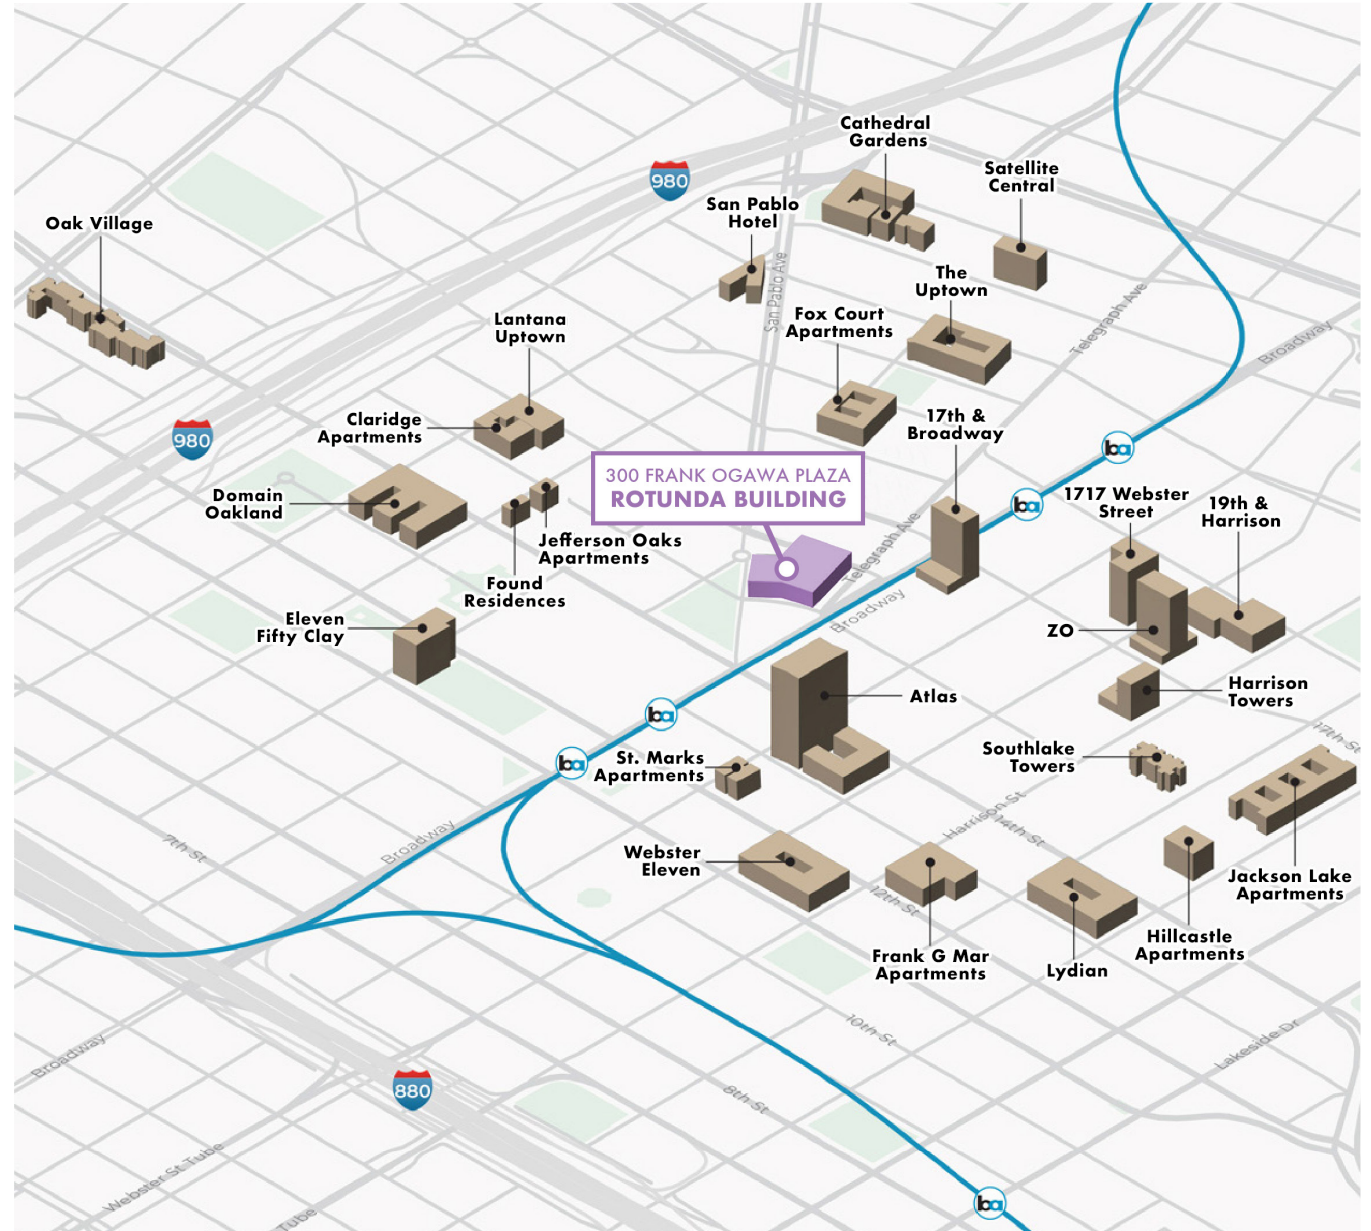 Cathedral
Gardens
Satellite
Central
980
San Pablo
Hotel
Oak Village
San Pablo Ave
The
Uptown
Telegraph Ave
Lantana
Uptown
Fox Court
Apartments
Broadway
Claridge
Apartments
17th &
Broadway
980
ba
300 FRANK OGAWA PLAZA
ROTUNDA BUILDING
Domain
Oakland
ba
1717 Webster
Street
19th &
Harrison
Jefferson Oaks
Apartments
Telegraph Ave
Found
Residences
Broadway
Eleven
Fifty Clay
ZO
Harrison
Towers
Atlas
ba
17th St
Southlake
Towers
ba
St. Marks
Apartments
Harrison St
14th St
7th St
Broadway
Webster
Eleven
12th St
Jackson Lake
Apartments
Frank G Mar
Apartments
Lydian
Hillcastle
Apartments
10th St
Lakeside Dr
Broadway
880
8th St
Webster St Tube
Tube
ba